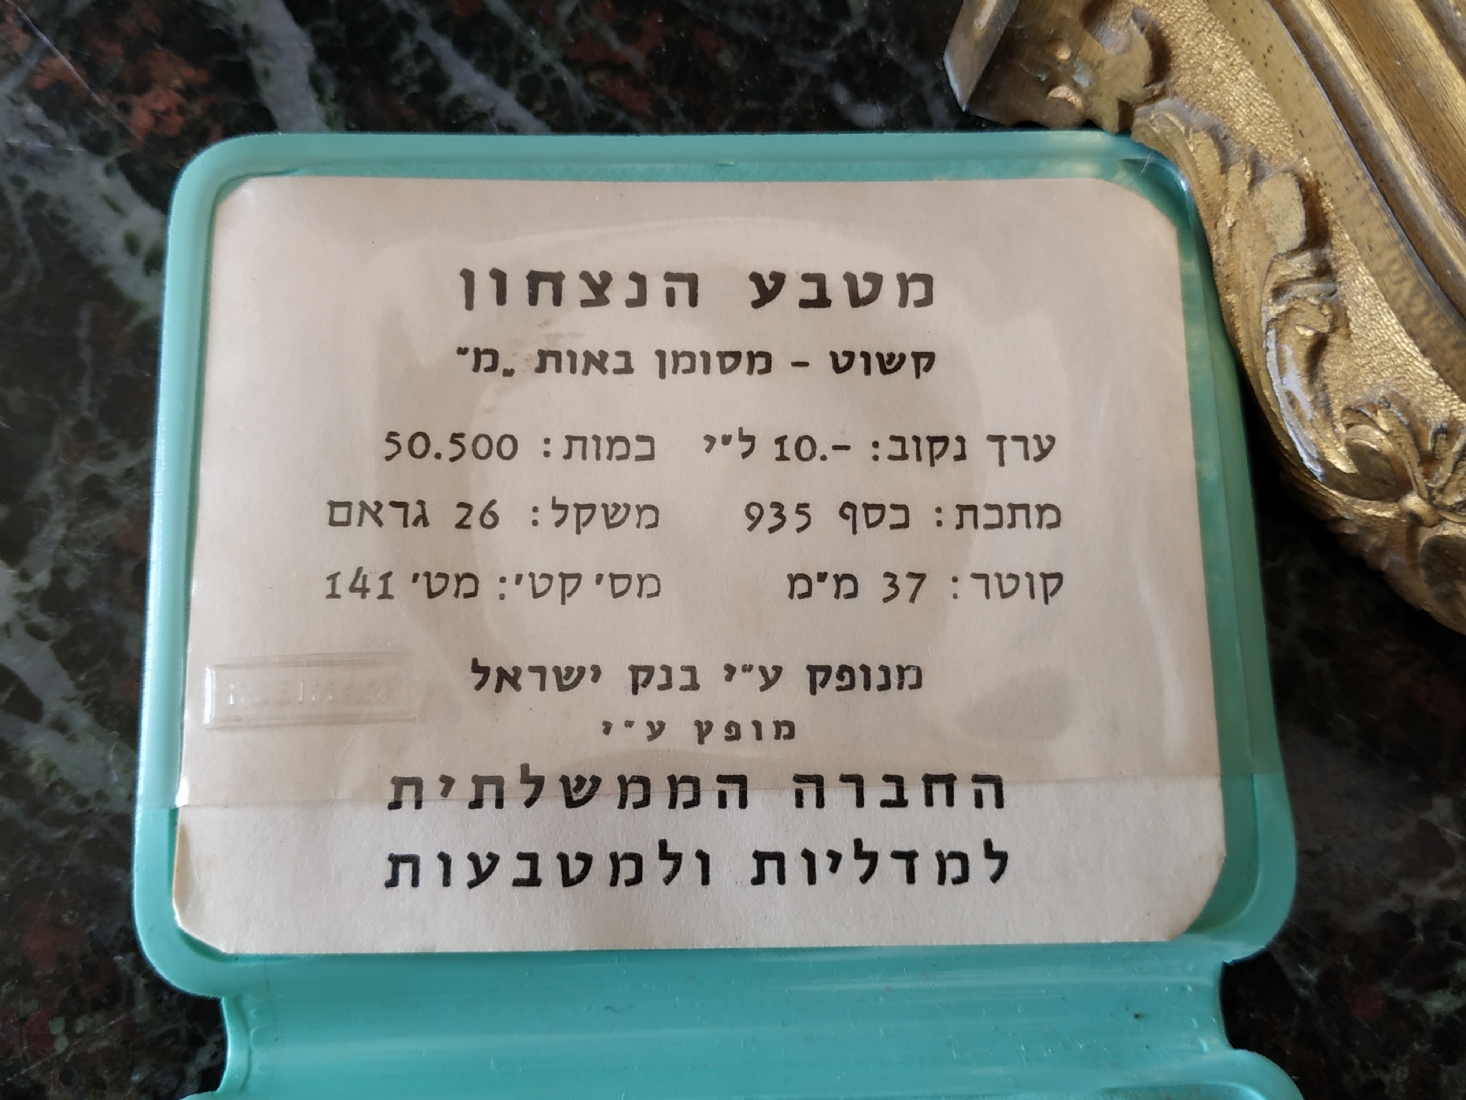 מטבע הנצחון
קשוט - מסומן באות „מ״
ערך נקוב: -.10 ל״י כמות: 50.500
מתכת: כסף 935 משקל: 26 גראם
קוטר: 37 מ״מ מס׳ קט׳: מט׳ 141
מנופק ע״י בנק ישראל
מופץ ע״י
החברה הממשלתית
למדליות ולמטבעות